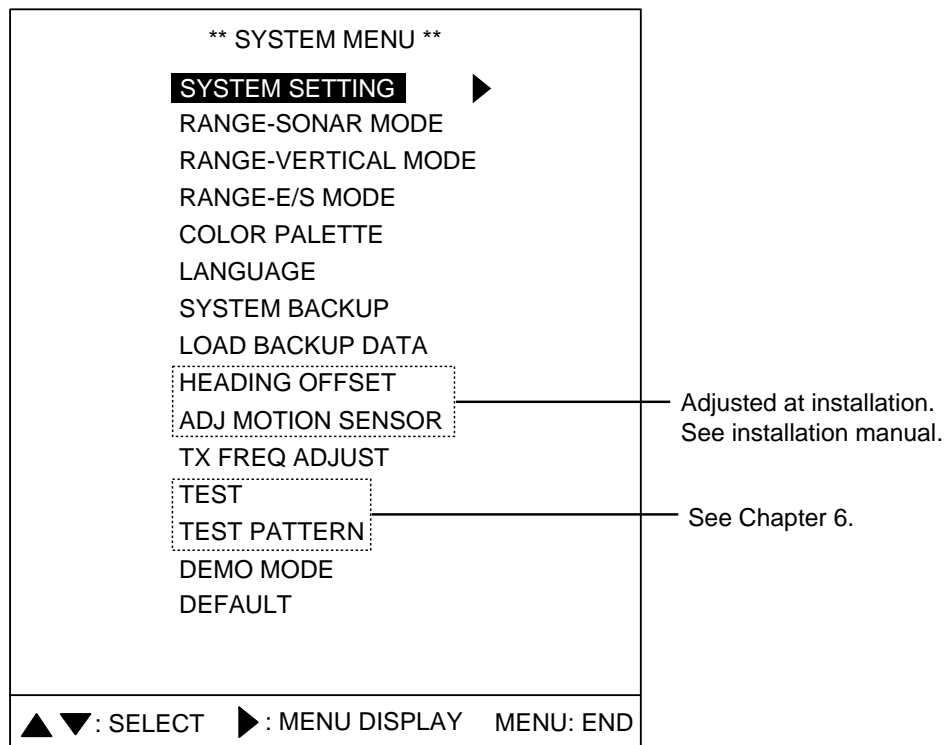 ** SYSTEM MENU **
SYSTEM SETTING
RANGE-SONAR MODE
RANGE-VERTICAL MODE
RANGE-E/S MODE
COLOR PALETTE
LANGUAGE
SYSTEM BACKUP
LOAD BACKUP DATA
HEADING OFFSET
ADJ MOTION SENSOR
Adjusted at installation.
See installation manual.
TX FREQ ADJUST
TEST
TEST PATTERN
See Chapter 6.
DEMO MODE
DEFAULT
▲ ▼: SELECT ▶: MENU DISPLAY MENU: END